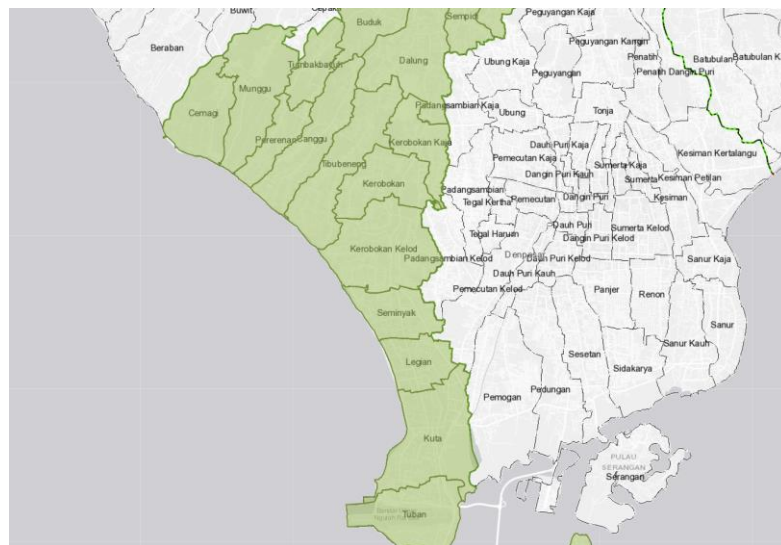 Buwit
Buduk
Sempidi
Peguyangan Kaja
Beraban
Peguyangan Kangin
Tumbakbayuh
Dalung
Ubung Kaja
Penatih
Batubulan
Munggu
Peguyangan
Penatih Dangin Puri
Cemagi
Padangsambian Kaja
Ubung
Tonja
Pererenan
Canggu
Kerobokan Kaja
Dauh Puri Kaja
Kesiman Kertalangu
Pemecutan Kaja
Tibubeneng
Sumerta Kaja
Dangin Puri Kauh
Sumerta
Kesiman Petilan
Kerobokan
Padangsambian
Tegal Kertha
Pemecutan
Dangin Puri
Kesiman
Dauh Puri
Sumerta Kelod
Tegal Harum
Dangin Puri Kelod
Kerobokan Kelod
Padangsambian Kelod
Denpasar
Dauh Puri Kelod
Sanur Kaja
Dauh Puri Kauh
Pemecutan Kelod
Panjer
Renon
Seminyak
Sanur
Sanur Kauh
Legian
Sesetan
Sidakarya
Pedungan
Pemogan
Kuta
PULAU
SERANGAN
Serangan
Tuban